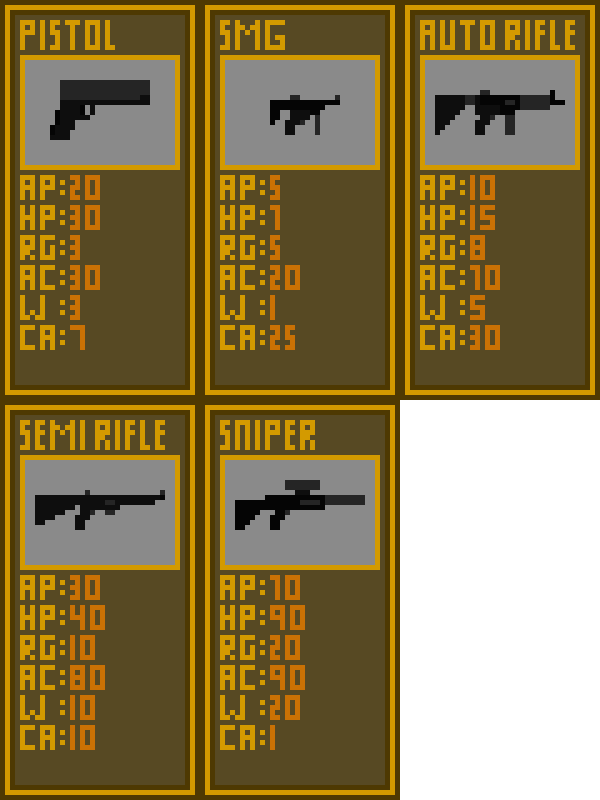 PISTOL
AP:20
HP:30
RG:3
AC:30
W :3
CA:7
SMG
AP:5
HP:7
RG:5
AC:20
W :1
CA:25
AUTO RIFLE
AP:10
HP:15
RG:8
AC:70
W :5
CA:30
SEMI RIFLE
AP:30
HP:40
RG:10
AC:80
W :10
CA:10
SNIPER
AP:70
HP:90
RG:20
AC:90
W :20
CA:1